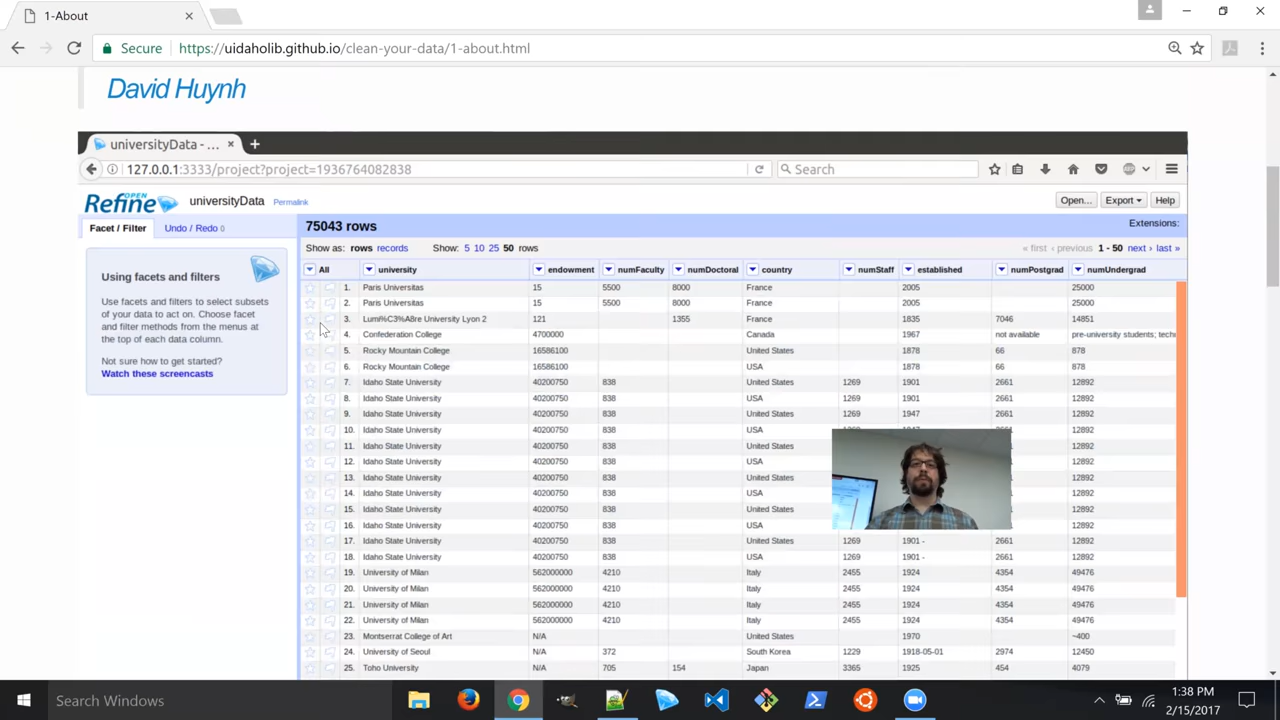 1-About
Secure https://uidaholib.github.io/clean-your-data/1-about.html
David Huynh
universityData - ...
127.0.0.1:3333/project?project=1936764082838
Search
OPEN
Refine universityData Permalink Open... Export Help
Facet / Filter Undo / Redo 0
75043 rows Extensions:
Show as: rows records Show: 5 10 25 50 rows « first ‹ previous 1 - 50 next › last »
All university endowment numFaculty numDoctoral country numStaff established numPostgrad numUndergrad
Using facets and filters
Use facets and filters to select subsets
of your data to act on. Choose facet
and filter methods from the menus at
the top of each data column.
Not sure how to get started?
Watch these screencasts
1. Paris Universitas 15 5500 8000 France 2005 25000
2. Paris Universitas 15 5500 8000 France 2005 25000
3. Lumi%C3%A8re University Lyon 2 121 1355 France 1835 7046 14851
4. Confederation College 4700000 Canada 1967 not available pre-university students; techn
5. Rocky Mountain College 16586100 United States 1878 66 878
6. Rocky Mountain College 16586100 USA 1878 66 878
7. Idaho State University 40200750 838 United States 1269 1901 2661 12892
8. Idaho State University 40200750 838 USA 1269 1901 2661 12892
9. Idaho State University 40200750 838 United States 1269 1947 2661 12892
10. Idaho State University 40200750 838 USA 12892
11. Idaho State University 40200750 838 United States 12892
12. Idaho State University 40200750 838 USA 12892
13. Idaho State University 40200750 838 United States 12892
14. Idaho State University 40200750 838 USA 12892
15. Idaho State University 40200750 838 United States 12892
16. Idaho State University 40200750 838 USA 12892
17. Idaho State University 40200750 838 United States 1269 1901 - 2661 12892
18. Idaho State University 40200750 838 USA 1269 1901 - 2661 12892
19. University of Milan 562000000 4210 Italy 2455 1924 4354 49476
20. University of Milan 562000000 4210 Italy 2455 1924 4354 49476
21. University of Milan 562000000 4210 Italy 2455 1924 4354 49476
22. University of Milan 562000000 4210 Italy 2455 1924 4354 49476
23. Montserrat College of Art N/A United States 1970 ~400
24. University of Seoul N/A 372 South Korea 1229 1918-05-01 2974 12450
25. Toho University N/A 705 154 Japan 3365 1925 454 4079
Search Windows
1:38 PM
2/15/2017